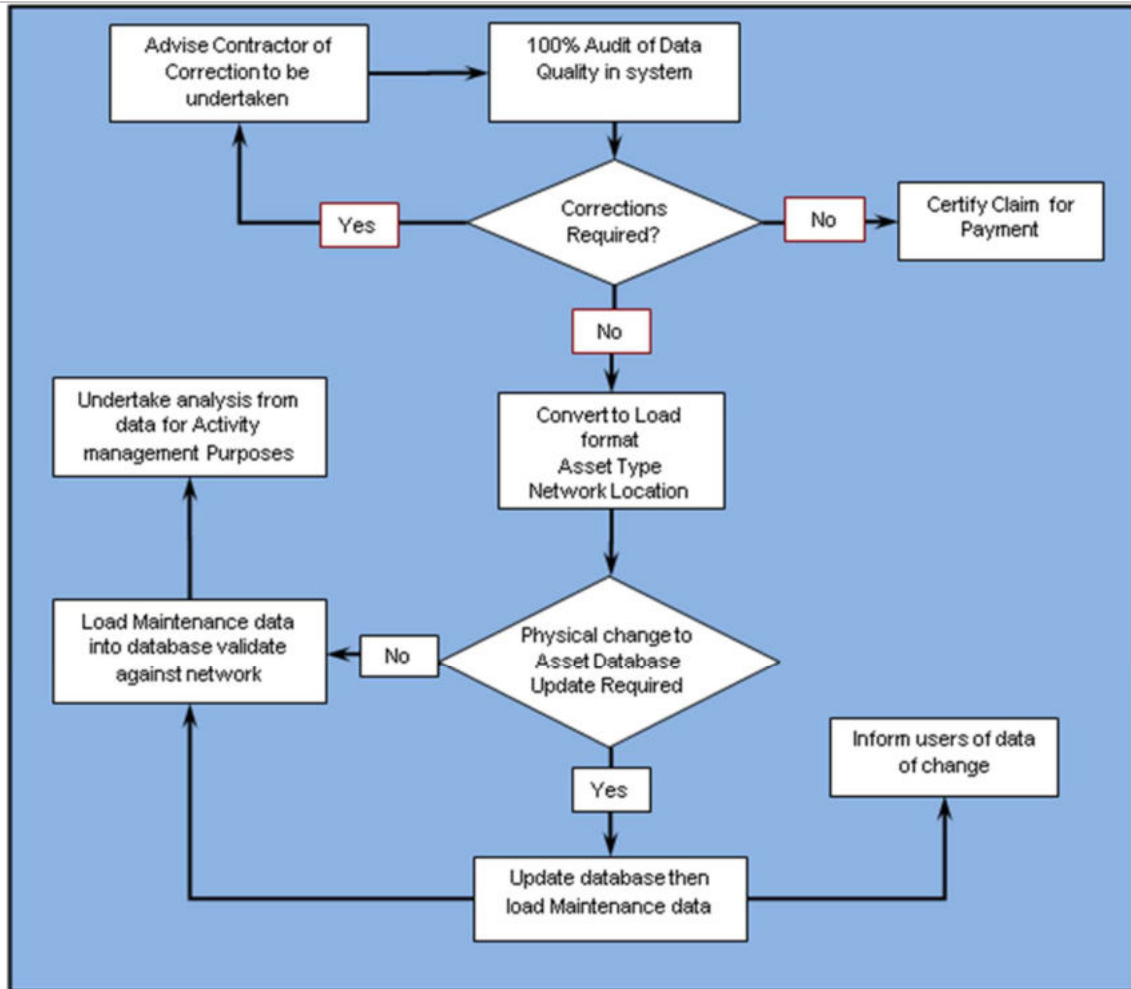 Advise Contractor of
Correction to be
undertaken
100% Audit of Data
Quality in system
Corrections
Required?
Yes
No
Certify Claim for
Payment
No
Undertake analysis from
data for Activity
management Purposes
Convert to Load
format
Asset Type
Network Location
Load Maintenance data
into database validate
against network
No
Physical change to
Asset Database
Update Required
Inform users of data
of change
Yes
Update database then
load Maintenance data